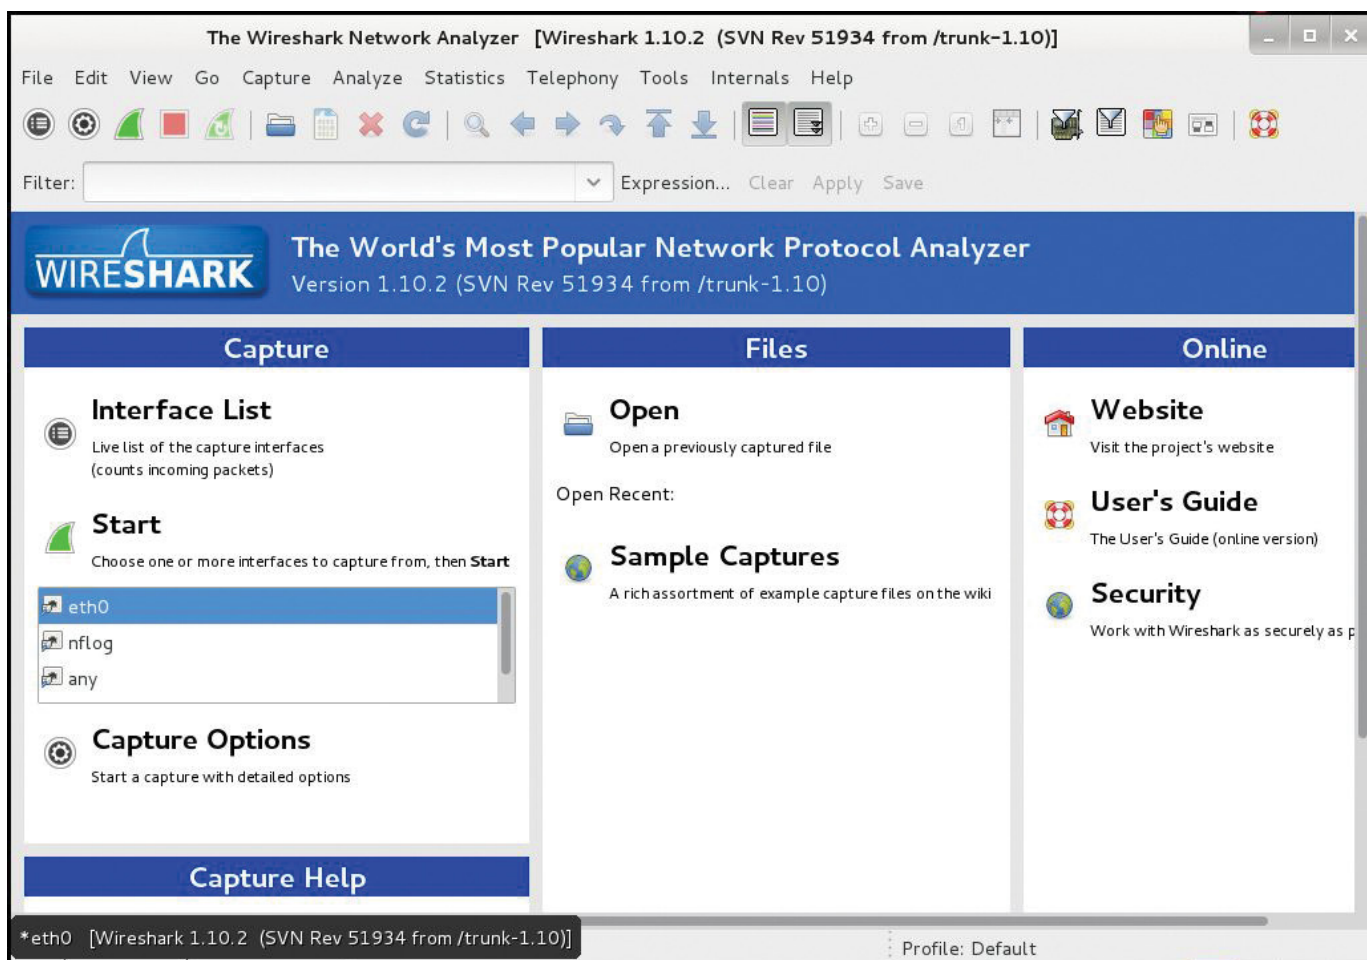 The Wireshark Network Analyzer [Wireshark 1.10.2 (SVN Rev 51934 from /trunk-1.10)]
File Edit View Go Capture Analyze Statistics Telephony Tools Internals Help
Filter:
Expression... Clear Apply Save
WIRESHARK
The World's Most Popular Network Protocol Analyzer
Version 1.10.2 (SVN Rev 51934 from /trunk-1.10)
Capture
Interface List
Live list of the capture interfaces
(counts incoming packets)
Start
Choose one or more interfaces to capture from, then Start
eth0
nflog
any
Capture Options
Start a capture with detailed options
Capture Help
Files
Open
Open a previously captured file
Open Recent:
Sample Captures
A rich assortment of example capture files on the wiki
Online
Website
Visit the project's website
User's Guide
The User's Guide (online version)
Security
Work with Wireshark as securely as p
*eth0 [Wireshark 1.10.2 (SVN Rev 51934 from /trunk-1.10)]
Profile: Default